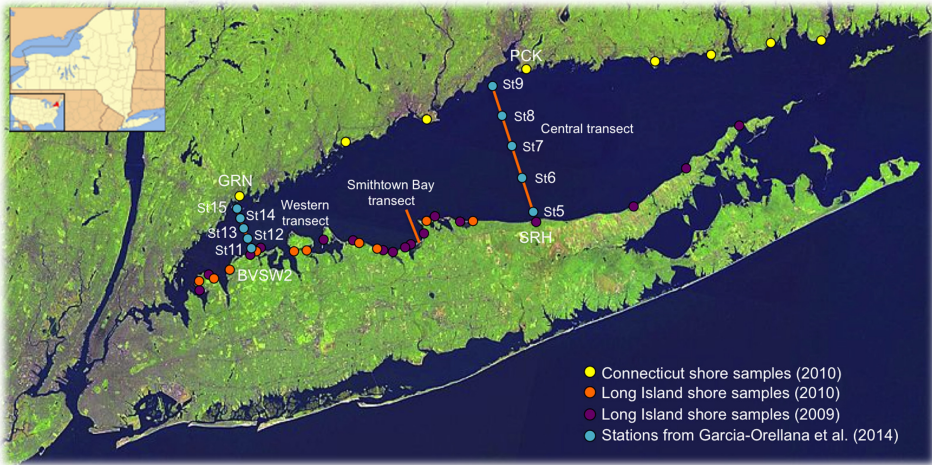 PCK
St9
St8
Central transect
St7
St6
St5
SRH
GRN
St15
St14
St13
St12
St11
Western
transect
Smithtown Bay
transect
BVSW2
Connecticut shore samples (2010)
Long Island shore samples (2010)
Long Island shore samples (2009)
Stations from Garcia-Orellana et al. (2014)